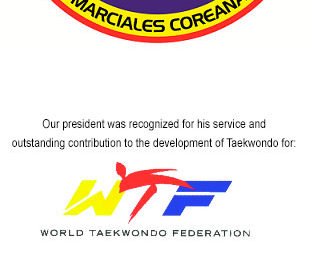 MARCIALES COREANA
Our president was recognized for his service and
outstanding contribution to the development of Taekwondo for:
WTF
WORLD TAEKWONDO FEDERATION